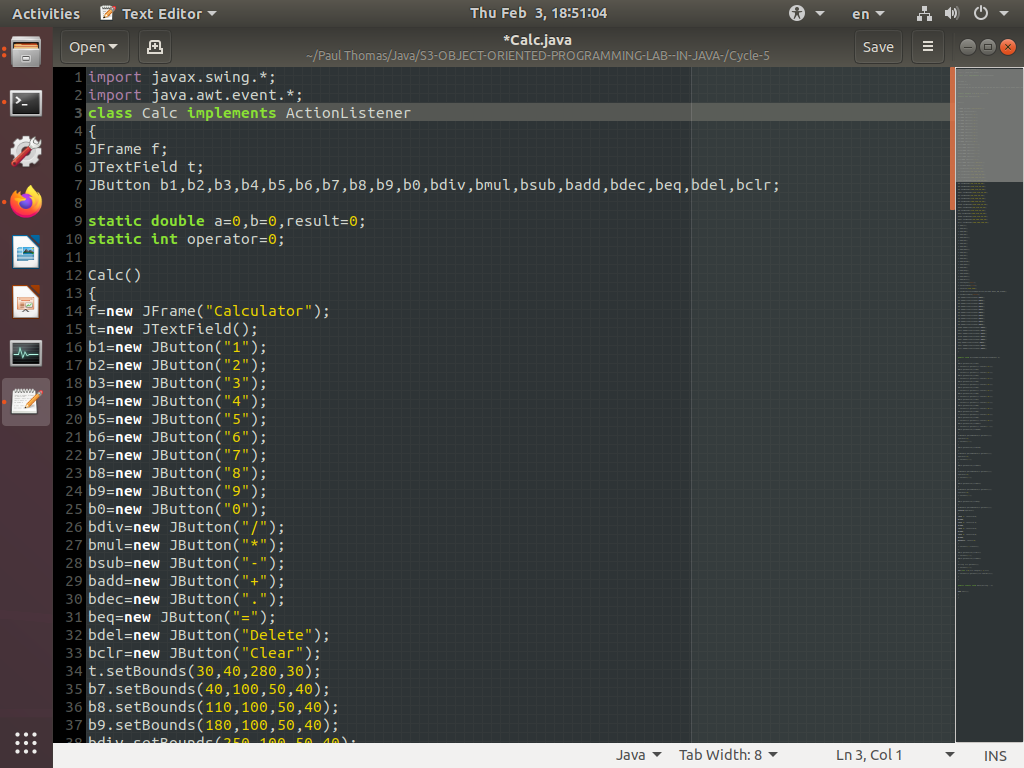 Activities Text Editor Thu Feb 3, 18:51:04 en
Open *Calc.java Save
~/Paul Thomas/Java/S3-OBJECT-ORIENTED-PROGRAMMING-LAB--IN-JAVA-/Cycle-5
1 import javax.swing.*;
2 import java.awt.event.*;
3 class Calc implements ActionListener
4 {
5 JFrame f;
6 JTextField t;
7 JButton b1,b2,b3,b4,b5,b6,b7,b8,b9,b0,bdiv,bmul,bsub,badd,bdec,beq,bdel,bclr;
8
9 static double a=0,b=0,result=0;
10 static int operator=0;
11
12 Calc()
13 {
14 f=new JFrame("Calculator");
15 t=new JTextField();
16 b1=new JButton("1");
17 b2=new JButton("2");
18 b3=new JButton("3");
19 b4=new JButton("4");
20 b5=new JButton("5");
21 b6=new JButton("6");
22 b7=new JButton("7");
23 b8=new JButton("8");
24 b9=new JButton("9");
25 b0=new JButton("0");
26 bdiv=new JButton("/");
27 bmul=new JButton("*");
28 bsub=new JButton("-");
29 badd=new JButton("+");
30 bdec=new JButton(".");
31 beq=new JButton("=");
32 bdel=new JButton("Delete");
33 bclr=new JButton("Clear");
34 t.setBounds(30,40,280,30);
35 b7.setBounds(40,100,50,40);
36 b8.setBounds(110,100,50,40);
37 b9.setBounds(180,100,50,40);
38 bdiv.setBounds(250,100,50,40);
Java Tab Width: 8 Ln 3, Col 1 INS